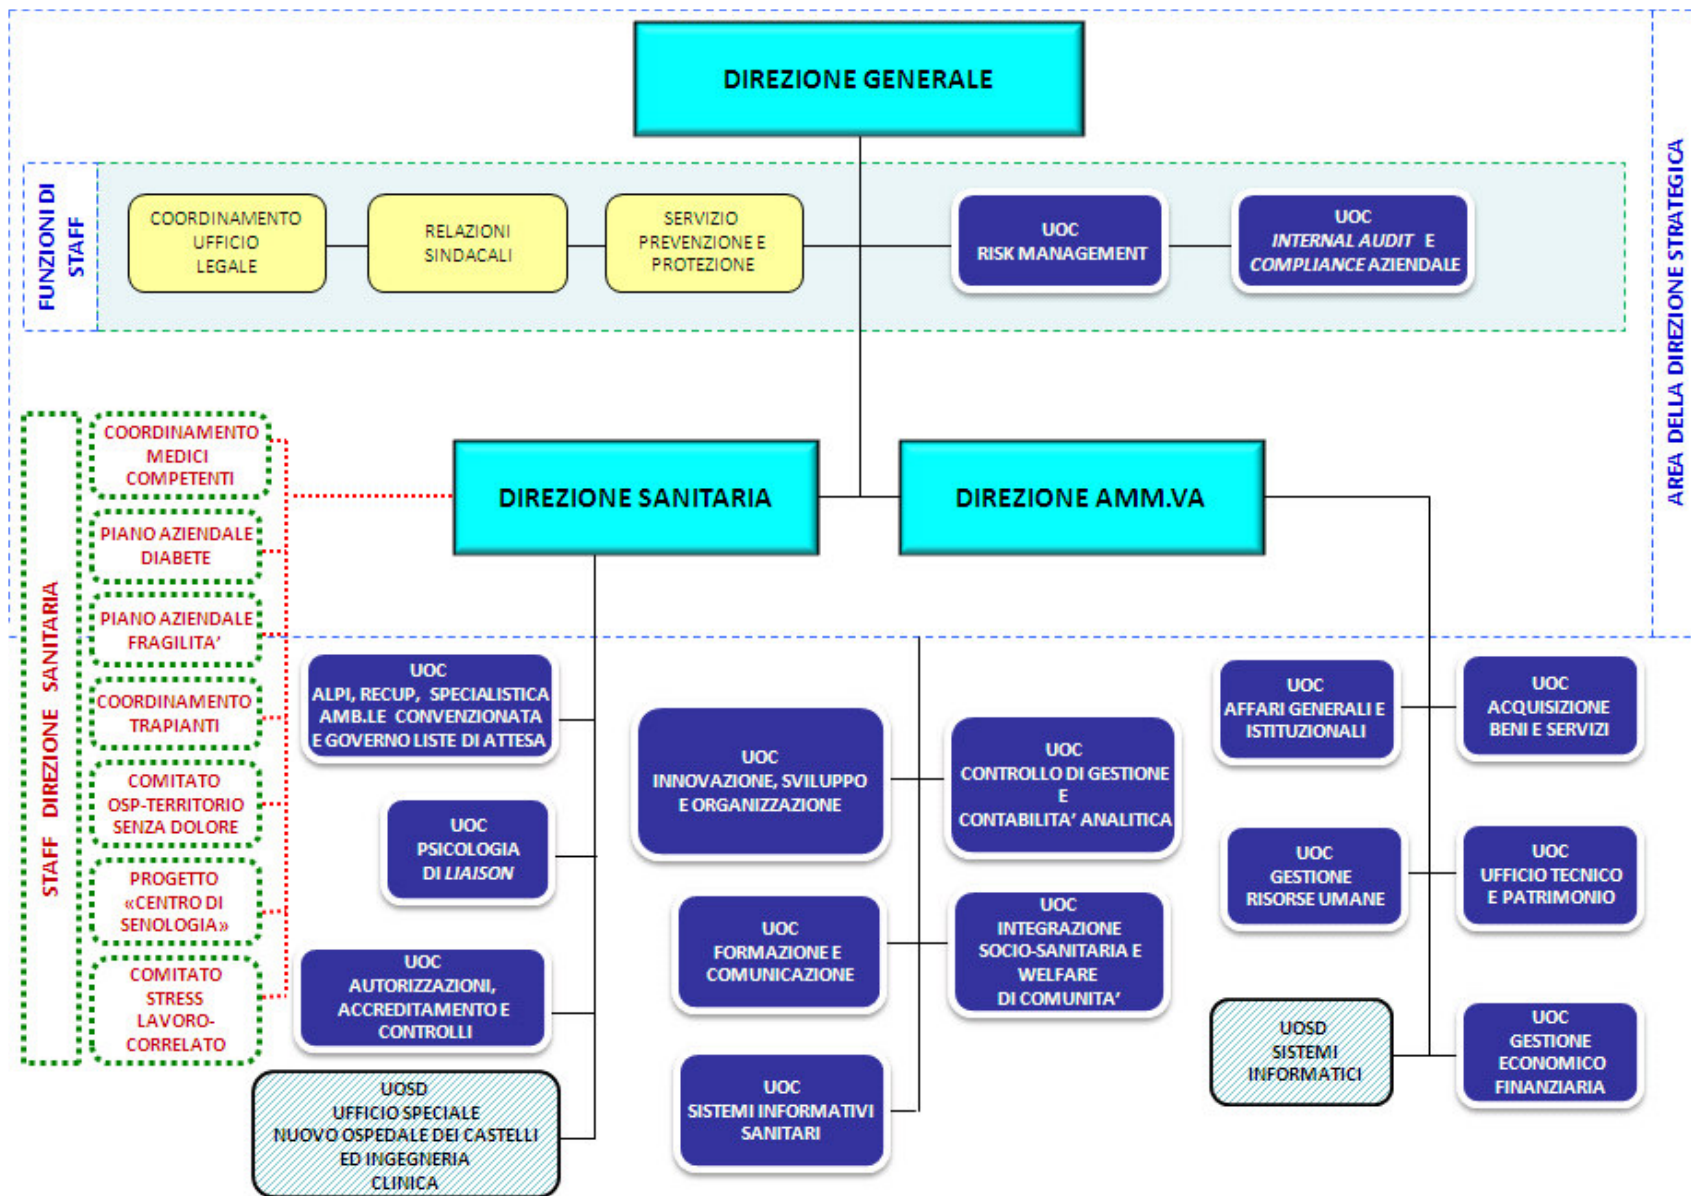 DIREZIONE GENERALE
AREA DELLA DIREZIONE STRATEGICA
FUNZIONI DI
STAFF
COORDINAMENTO
UFFICIO
LEGALE
RELAZIONI
SINDACALI
SERVIZIO
PREVENZIONE E
PROTEZIONE
UOC
RISK MANAGEMENT
UOC
INTERNAL AUDIT E
COMPLIANCE AZIENDALE
STAFF DIREZIONE SANITARIA
COORDINAMENTO
MEDICI
COMPETENTI
PIANO AZIENDALE
DIABETE
PIANO AZIENDALE
FRAGILITA’
COORDINAMENTO
TRAPIANTI
COMITATO
OSP-TERRITORIO
SENZA DOLORE
PROGETTO
«CENTRO DI
SENOLOGIA»
COMITATO
STRESS
LAVORO-
CORRELATO
DIREZIONE SANITARIA
DIREZIONE AMM.VA
UOC
ALPI, RECUP, SPECIALISTICA
AMB.LE CONVENZIONATA
E GOVERNO LISTE DI ATTESA
UOC
PSICOLOGIA
DI LIAISON
UOC
AUTORIZZAZIONI,
ACCREDITAMENTO E
CONTROLLI
UOSD
UFFICIO SPECIALE
NUOVO OSPEDALE DEI CASTELLI
ED INGEGNERIA
CLINICA
UOC
INNOVAZIONE, SVILUPPO
E ORGANIZZAZIONE
UOC
CONTROLLO DI GESTIONE
E
CONTABILITA’ ANALITICA
UOC
FORMAZIONE E
COMUNICAZIONE
UOC
INTEGRAZIONE
SOCIO-SANITARIA E
WELFARE
DI COMUNITA’
UOC
SISTEMI INFORMATIVI
SANITARI
UOC
AFFARI GENERALI E
ISTITUZIONALI
UOC
ACQUISIZIONE
BENI E SERVIZI
UOC
GESTIONE
RISORSE UMANE
UOC
UFFICIO TECNICO
E PATRIMONIO
UOSD
SISTEMI
INFORMATICI
UOC
GESTIONE
ECONOMICO
FINANZIARIA